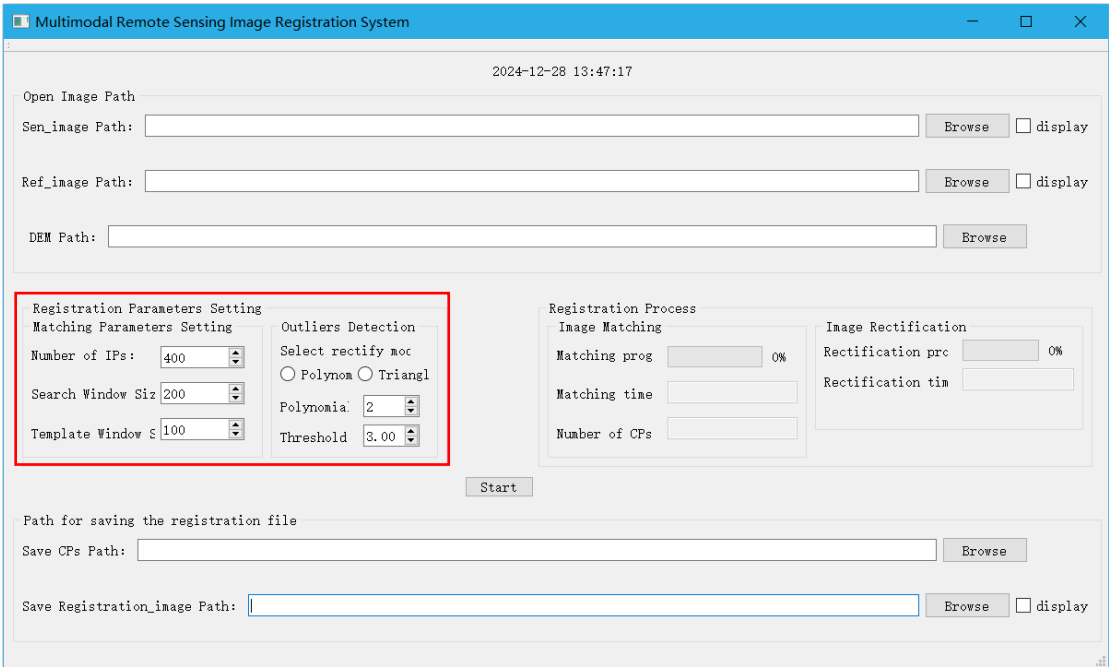 Multimodal Remote Sensing Image Registration System
2024-12-28 13:47:17
Open Image Path
Sen_image Path: Browse display
Ref_image Path: Browse display
DEM Path: Browse
Registration Parameters Setting
Matching Parameters Setting
Number of IPs: 400
Search Window Siz 200
Template Window S 100
Outliers Detection
Select rectify moc
Polynom Triangl
Polynomia 2
Threshold 3.00
Registration Process
Image Matching
Matching prog 0%
Matching time
Number of CPs
Image Rectification
Rectification prc 0%
Rectification tim
Start
Path for saving the registration file
Save CPs Path: Browse
Save Registration_image Path: Browse display